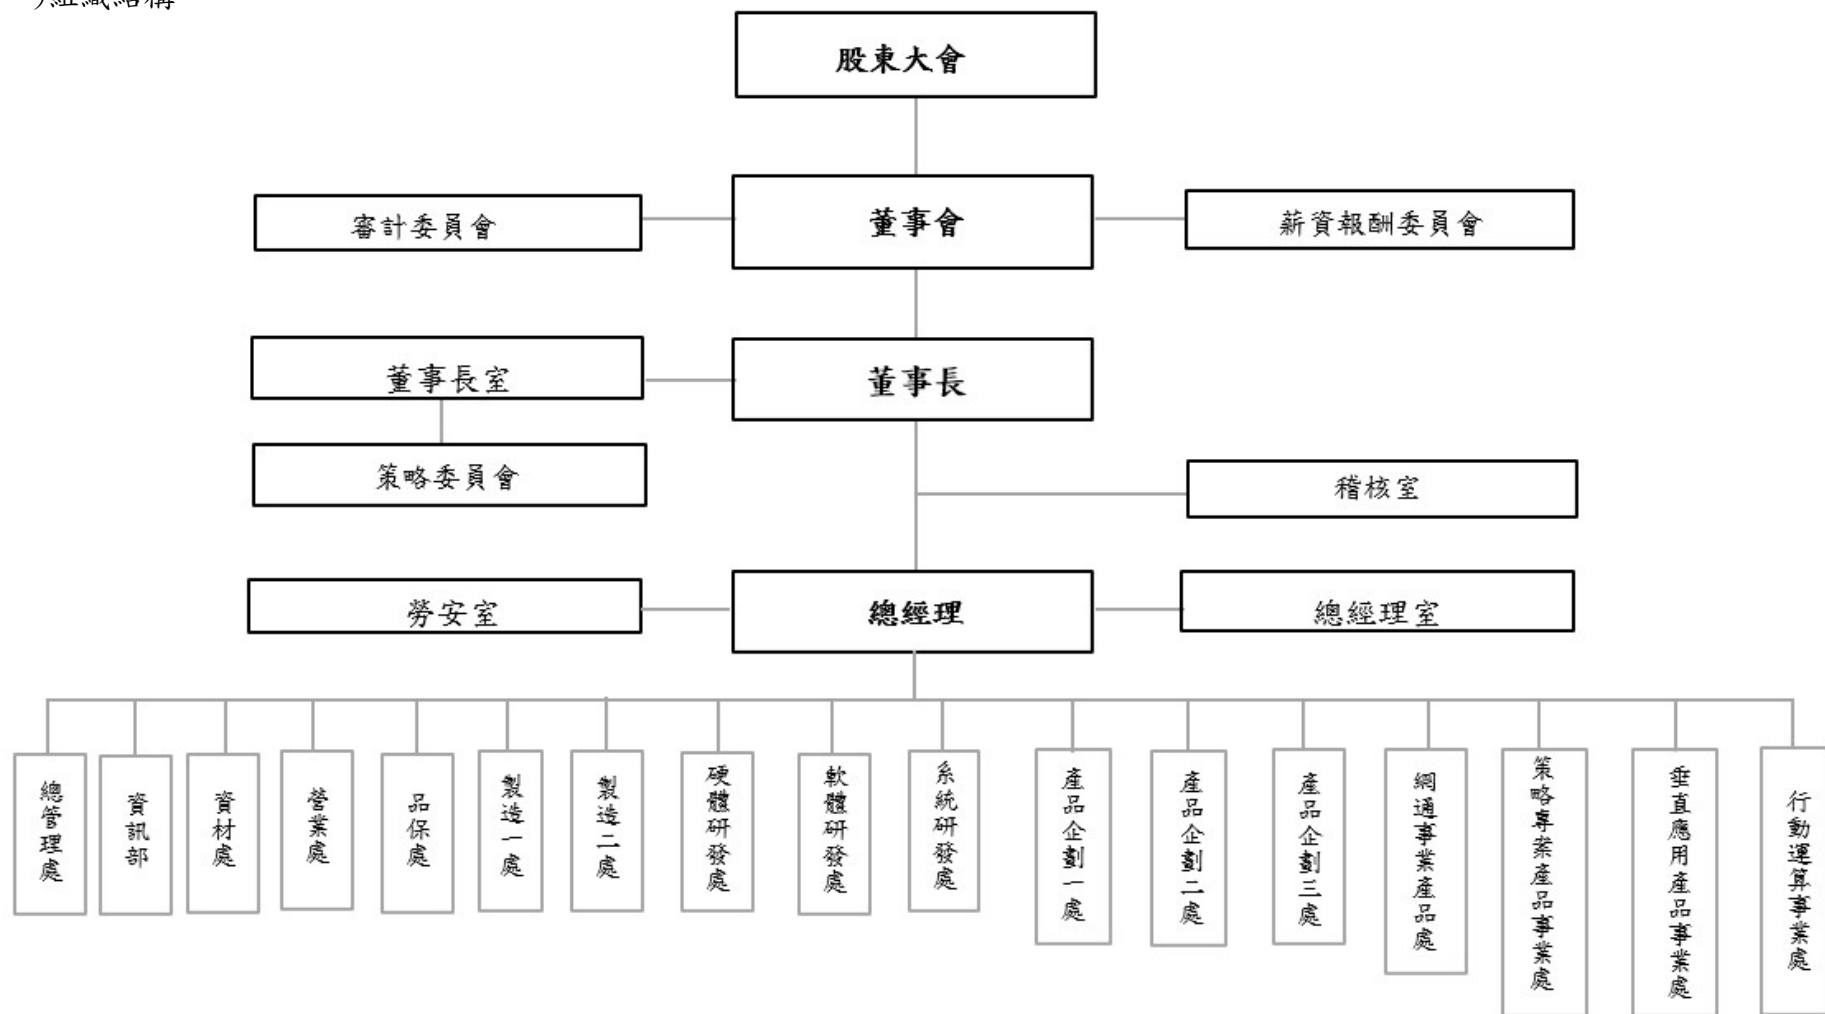 )組織結構
股東大會
審計委員會
董事會
薪資報酬委員會
董事長室
董事長
策略委員會
稽核室
勞安室
總經理
總經理室
總管理處
資訊部
資材處
營業處
品保處
製造一處
製造二處
硬體研發處
軟體研發處
系統研發處
產品企劃一處
產品企劃二處
產品企劃三處
網通事業產品處
策略專案產品事業處
垂直應用產品事業處
行動運算事業處